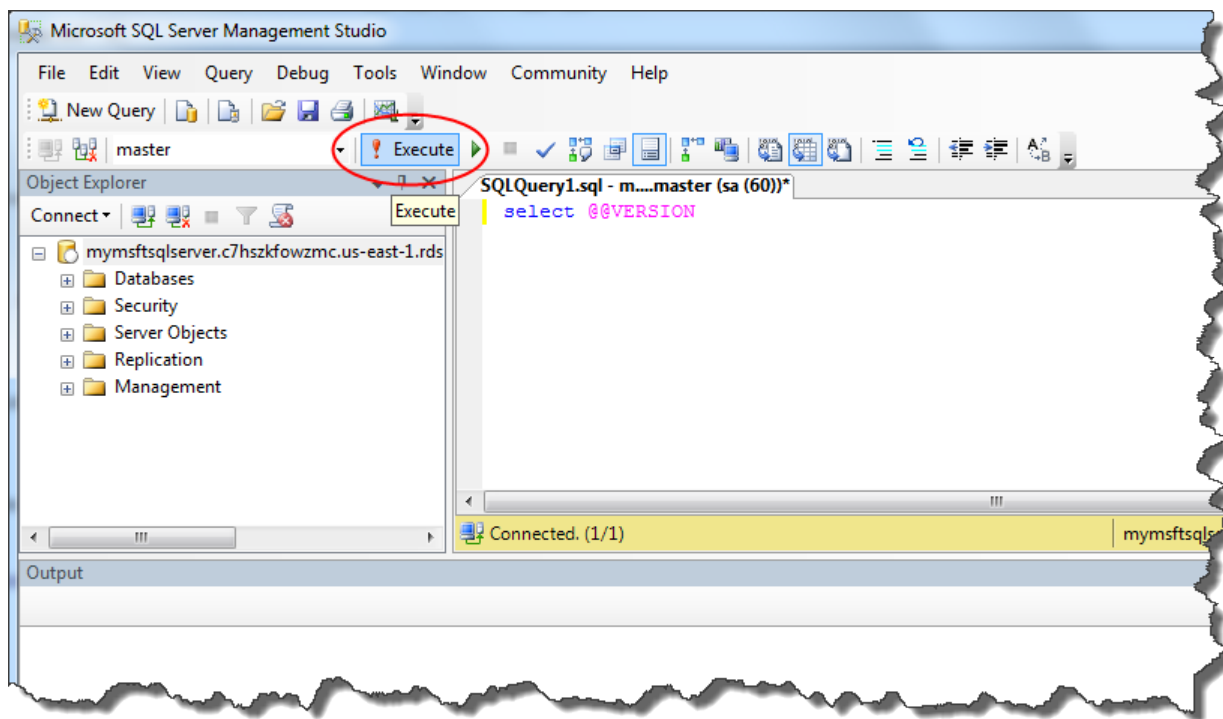 Microsoft SQL Server Management Studio
File Edit View Query Debug Tools Window Community Help
New Query
master Execute
Object Explorer
SQLQuery1.sql - m....master (sa (60))*
Connect
Execute
select @@VERSION
mymsftsqlserver.c7hszkfowzmc.us-east-1.rds
Databases
Security
Server Objects
Replication
Management
Connected. (1/1)
mymsftsqls
Output